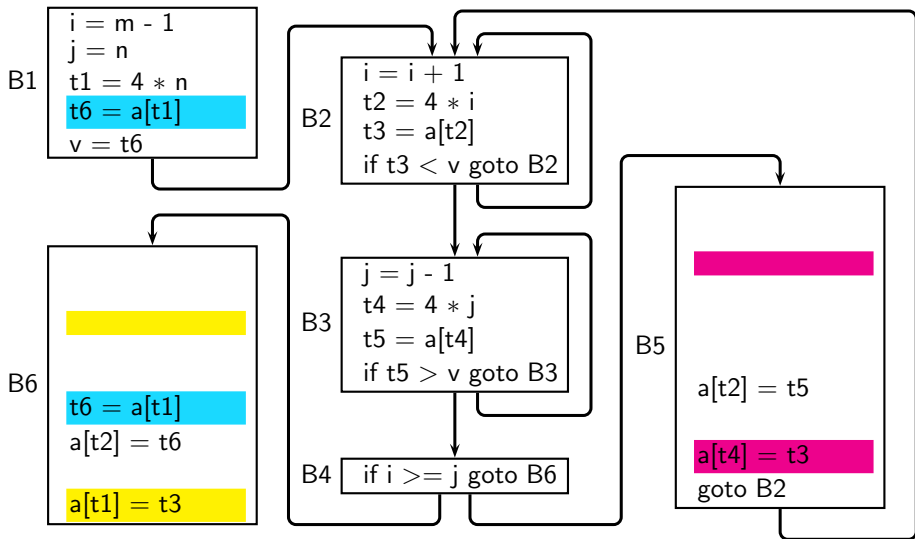 B1
i = m - 1
j = n
t1 = 4 * n
t6 = a[t1]
v = t6
B2
i = i + 1
t2 = 4 * i
t3 = a[t2]
if t3 < v goto B2
B3
j = j - 1
t4 = 4 * j
t5 = a[t4]
if t5 > v goto B3
B4
if i >= j goto B6
B5
a[t2] = t5
a[t4] = t3
goto B2
B6
t6 = a[t1]
a[t2] = t6
a[t1] = t3